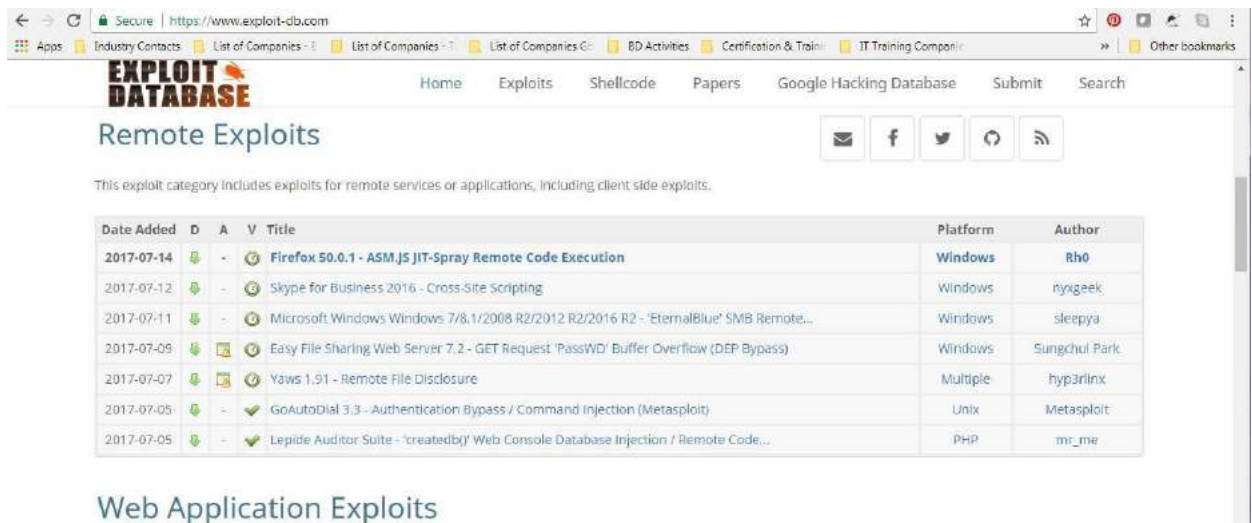 Secure | https://www.exploit-db.com
Apps Industry Contacts List of Companies - E List of Companies - T List of Companies Go BD Activities Certification & Traini IT Training Companie » Other bookmarks
EXPLOIT DATABASE
Home Exploits Shellcode Papers Google Hacking Database Submit Search
Remote Exploits
This exploit category includes exploits for remote services or applications, including client side exploits.
Date Added D A V Title Platform Author
2017-07-14 - Firefox 50.0.1 - ASM.JS JIT-Spray Remote Code Execution Windows Rh0
2017-07-12 - Skype for Business 2016 - Cross-Site Scripting Windows nyxgeek
2017-07-11 - Microsoft Windows Windows 7/8.1/2008 R2/2012 R2/2016 R2 - 'EternalBlue' SMB Remote... Windows sleepya
2017-07-09 Easy File Sharing Web Server 7.2 - GET Request 'PassWD' Buffer Overflow (DEP Bypass) Windows Sungchul Park
2017-07-07 Yaws 1.91 - Remote File Disclosure Multiple hyp3rlinx
2017-07-05 - GoAutoDial 3.3 - Authentication Bypass / Command Injection (Metasploit) Unix Metasploit
2017-07-05 - Lepide Auditor Suite - 'createdb()' Web Console Database Injection / Remote Code... PHP mr_me
Web Application Exploits